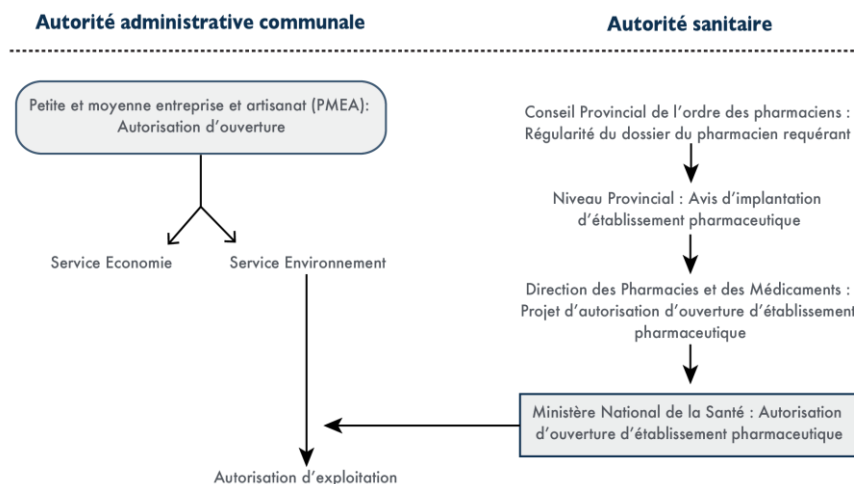 Autorité administrative communale
Autorité sanitaire
Petite et moyenne entreprise et artisanat (PMEA):
Autorisation d'ouverture
Service Economie
Service Environnement
Autorisation d'exploitation
Conseil Provincial de l'ordre des pharmaciens :
Régularité du dossier du pharmacien requérant
Niveau Provincial : Avis d'implantation
d'établissement pharmaceutique
Direction des Pharmacies et des Médicaments :
Projet d'autorisation d'ouverture d'établissement
pharmaceutique
Ministère National de la Santé : Autorisation
d'ouverture d'établissement pharmaceutique